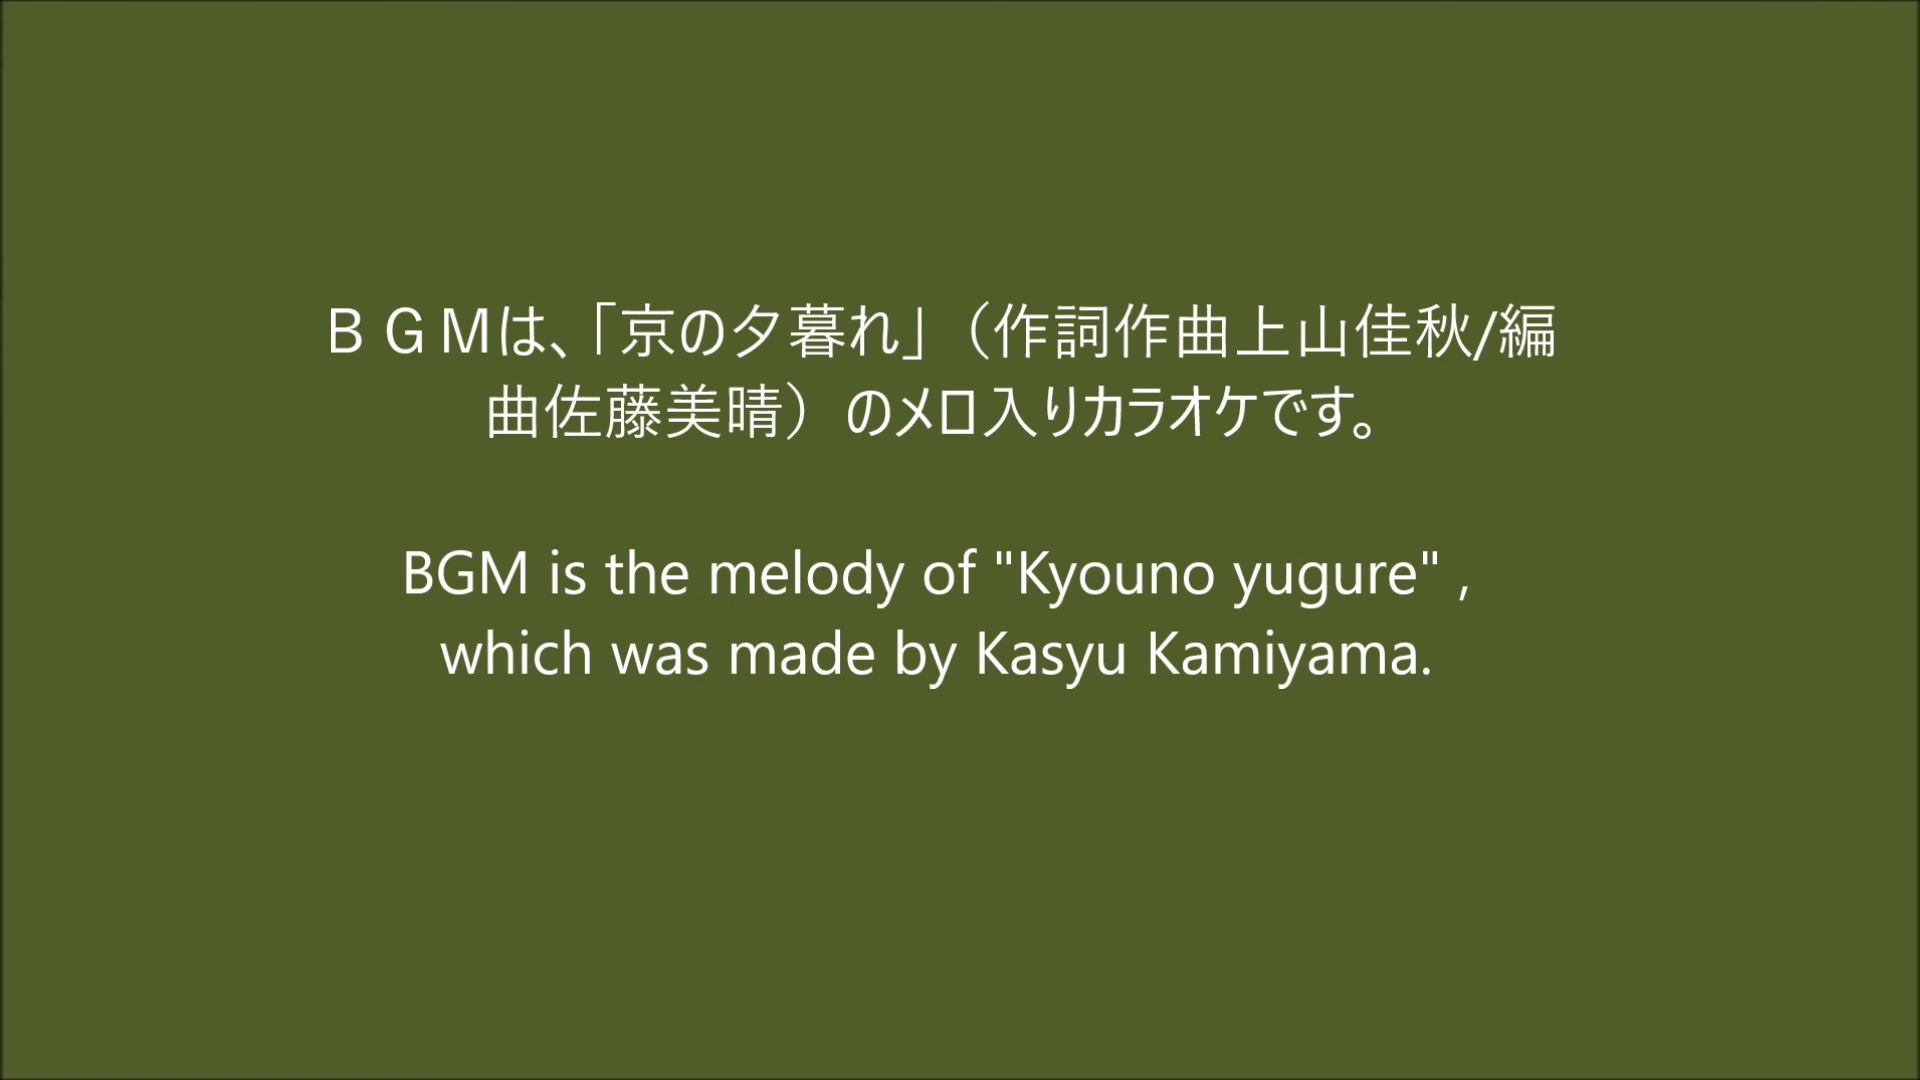 ＢＧＭは、「京の夕暮れ」（作詞作曲上山佳秋/編
曲佐藤美晴）のメロ入りカラオケです。
BGM is the melody of "Kyouno yugure" ,
which was made by Kasyu Kamiyama.